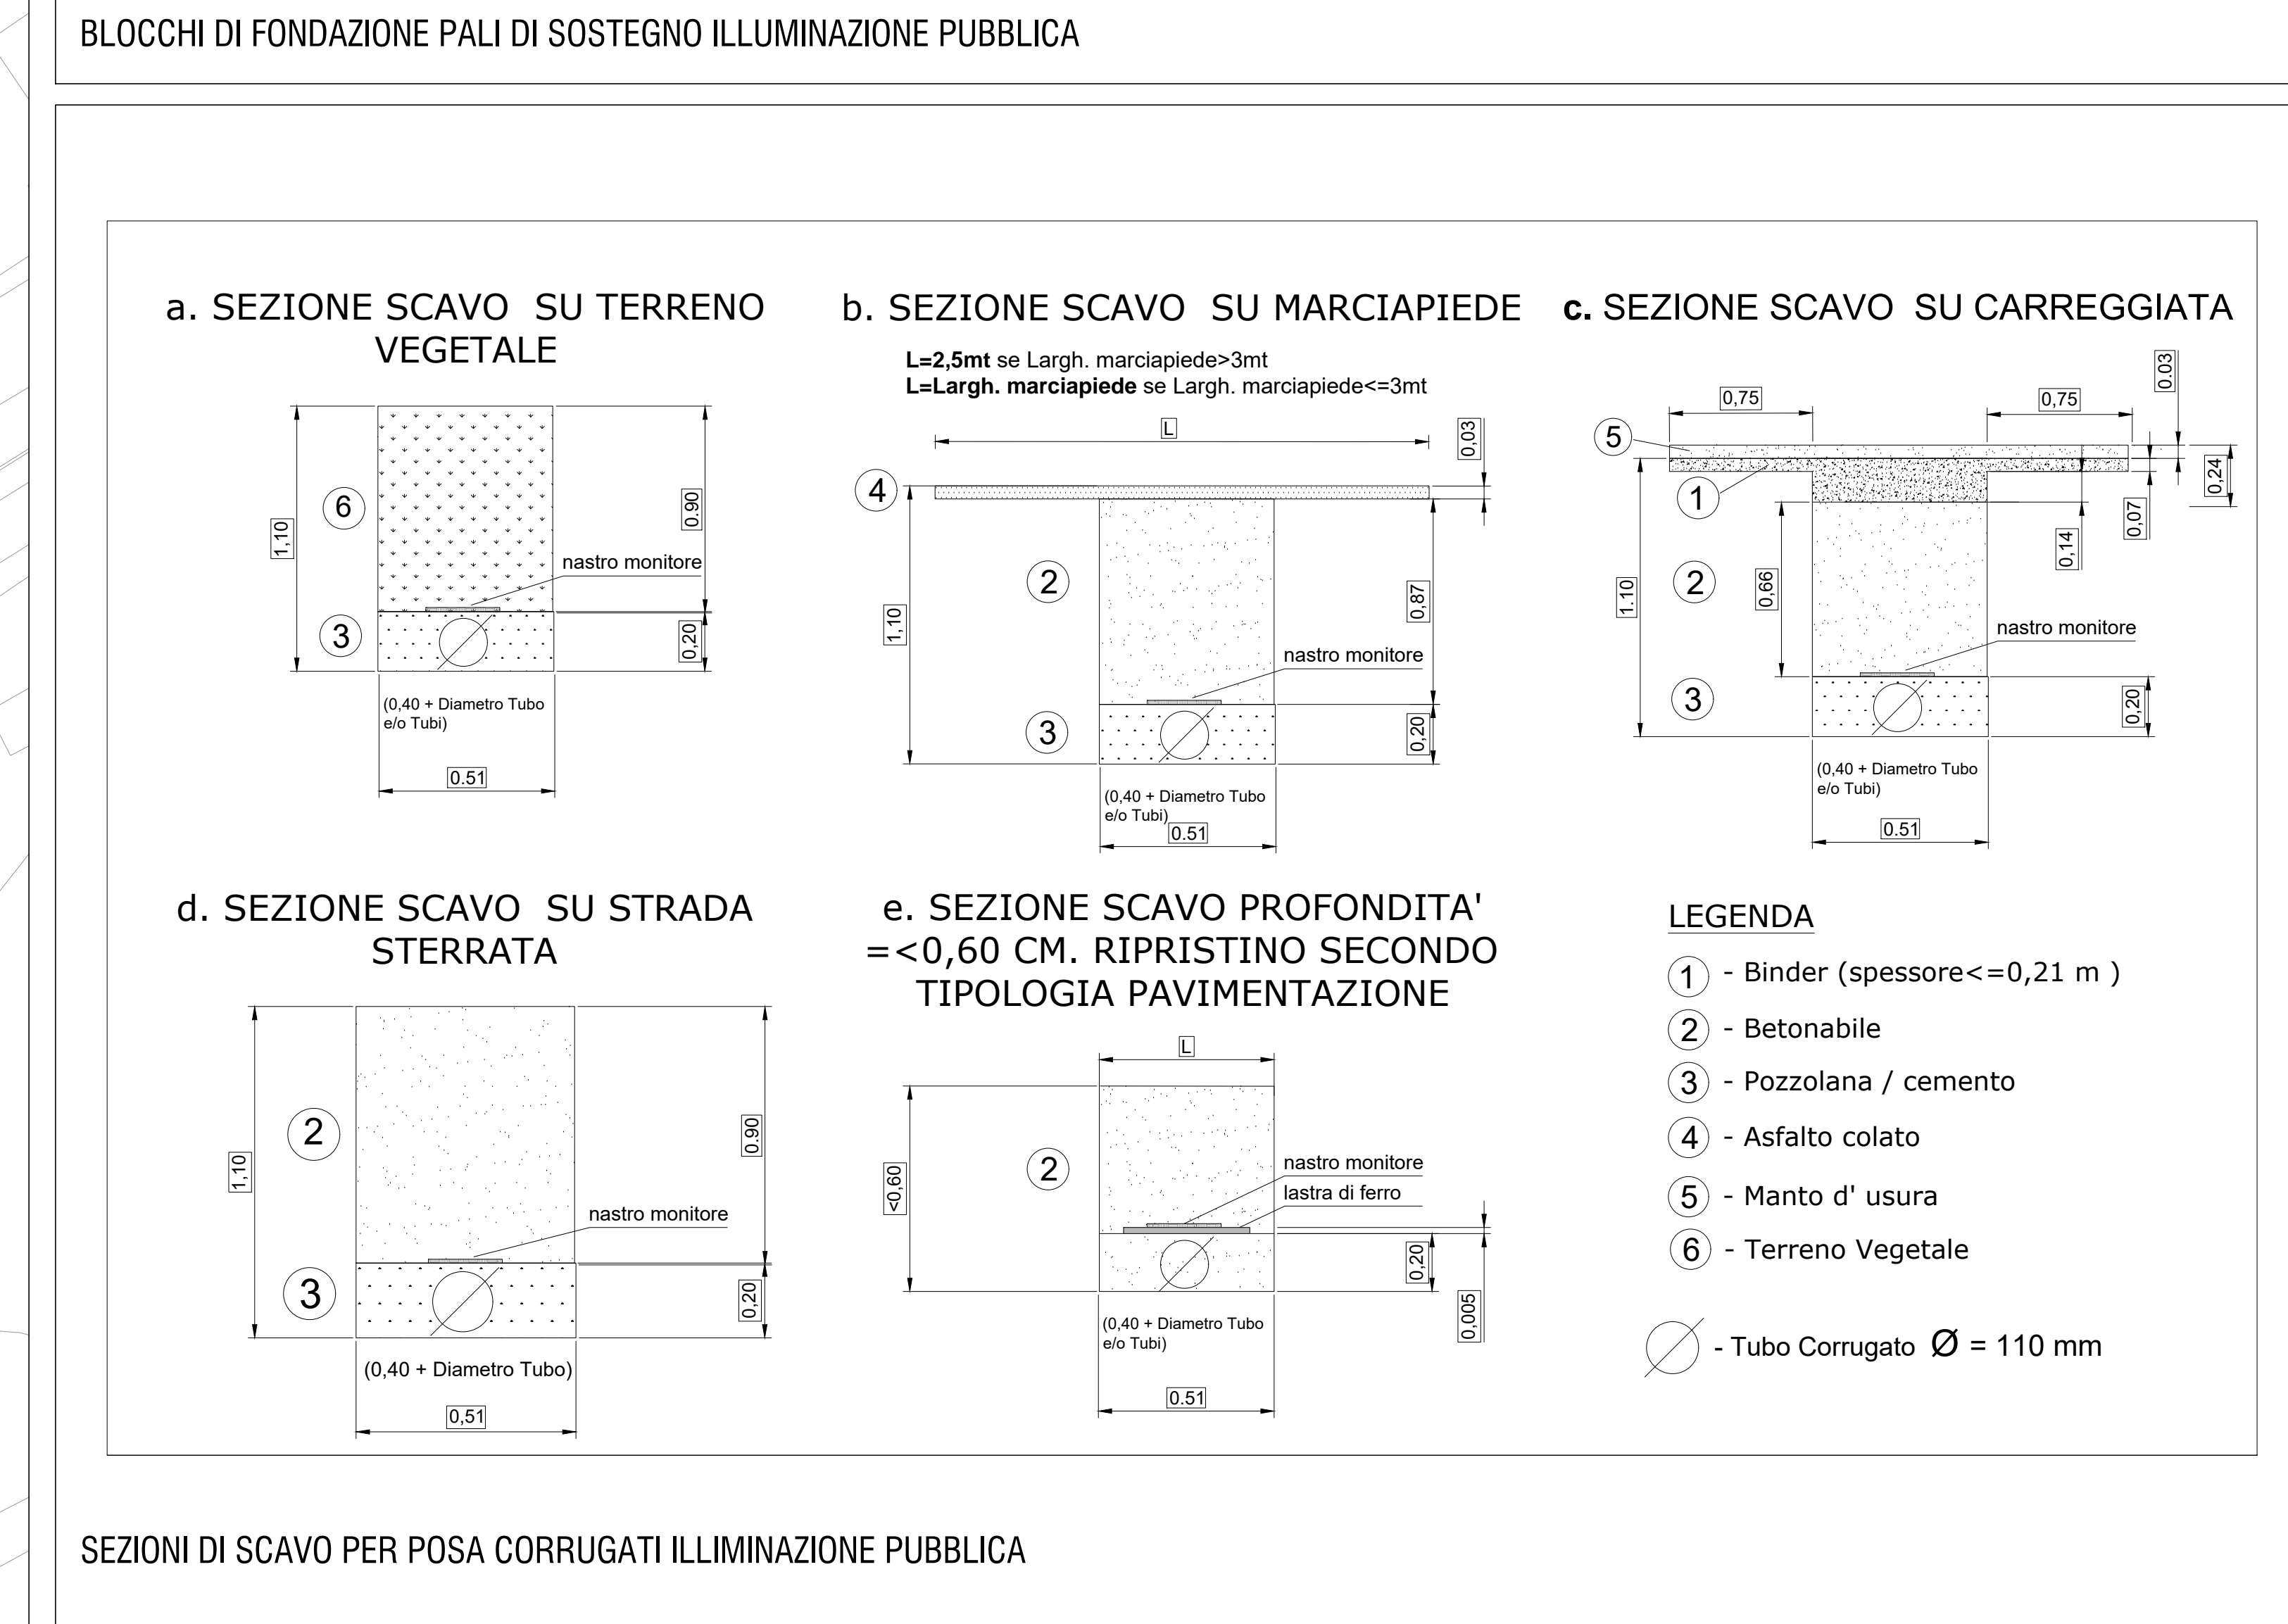 BLOCCHI DI FONDAZIONE PALI DI SOSTEGNO ILLUMINAZIONE PUBBLICA
a. SEZIONE SCAVO SU TERRENO
VEGETALE
1,10
6
3
0.90
nastro monitore
0,20
(0,40 + Diametro Tubo
e/o Tubi)
0.51
b. SEZIONE SCAVO SU MARCIAPIEDE
L=2,5mt se Largh. marciapiede>3mt
L=Largh. marciapiede se Largh. marciapiede<=3mt
L
0,03
4
1,10
2
3
0,87
nastro monitore
0,20
(0,40 + Diametro Tubo
e/o Tubi)
0.51
c. SEZIONE SCAVO SU CARREGGIATA
0.03
0,75
0,75
5
1
0,24
0,07
0,14
1.10
2
0,66
nastro monitore
3
0,20
(0,40 + Diametro Tubo
e/o Tubi)
0.51
d. SEZIONE SCAVO SU STRADA
STERRATA
1,10
2
3
0.90
nastro monitore
0,20
(0,40 + Diametro Tubo)
0,51
e. SEZIONE SCAVO PROFONDITA'
=<0,60 CM. RIPRISTINO SECONDO
TIPOLOGIA PAVIMENTAZIONE
L
<0,60
2
nastro monitore
lastra di ferro
0,20
0,005
(0,40 + Diametro Tubo
e/o Tubi)
0.51
LEGENDA
1 - Binder (spessore<=0,21 m )
2 - Betonabile
3 - Pozzolana / cemento
4 - Asfalto colato
5 - Manto d' usura
6 - Terreno Vegetale
- Tubo Corrugato Ø = 110 mm
SEZIONI DI SCAVO PER POSA CORRUGATI ILLIMINAZIONE PUBBLICA